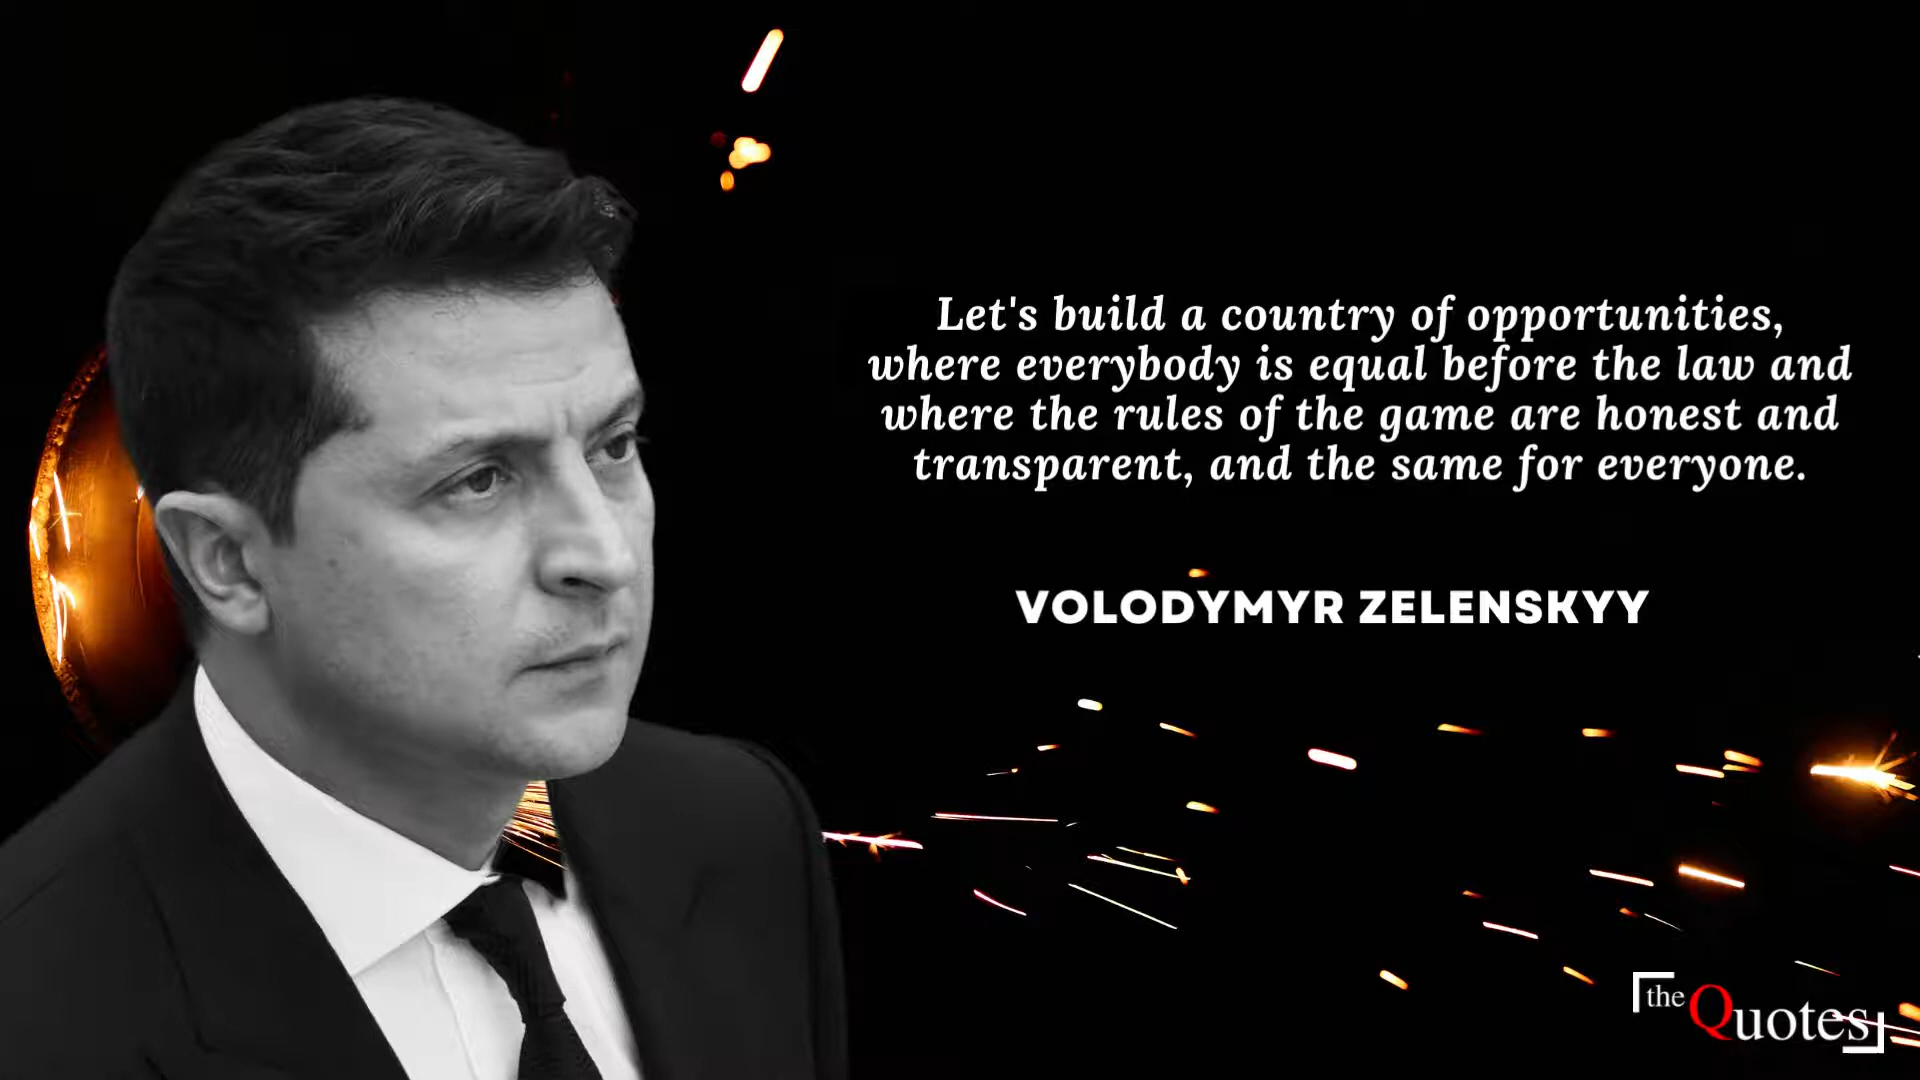 Let's build a country of opportunities,
where everybody is equal before the law and
where the rules of the game are honest and
transparent, and the same for everyone.
VOLODYMYR ZELENSKYY
the Quotes